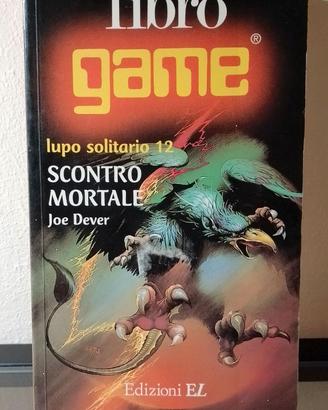 libro
game®
lupo solitario 12
SCONTRO
MORTALE
Joe Dever
Edizioni EL